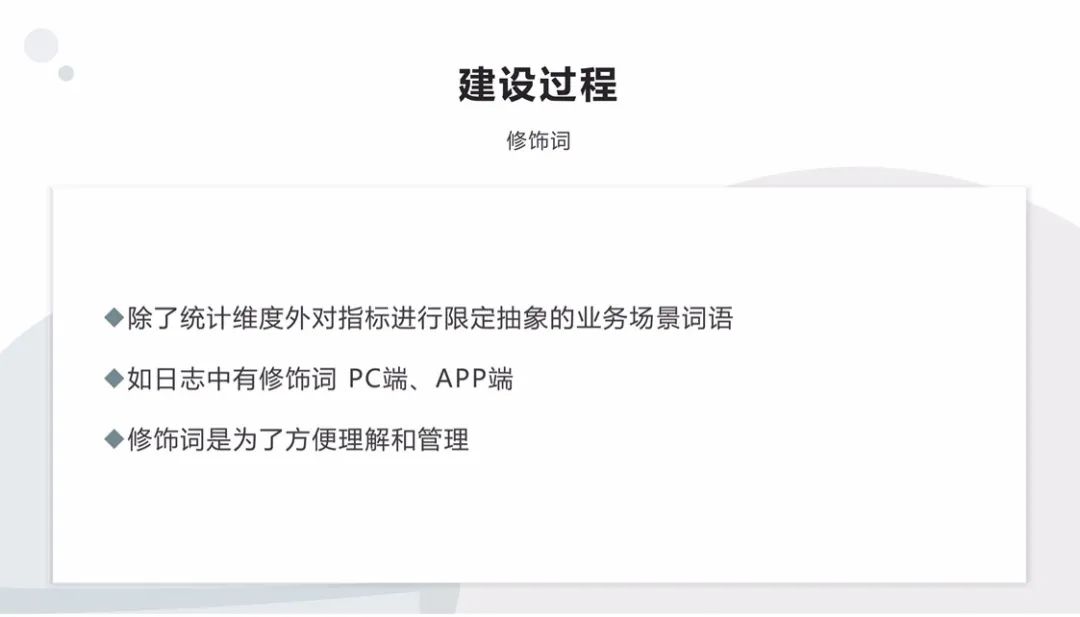 建设过程
修饰词
◆除了统计维度外对指标进行限定抽象的业务场景词语
◆如日志中有修饰词 PC端、APP端
◆修饰词是为了方便理解和管理